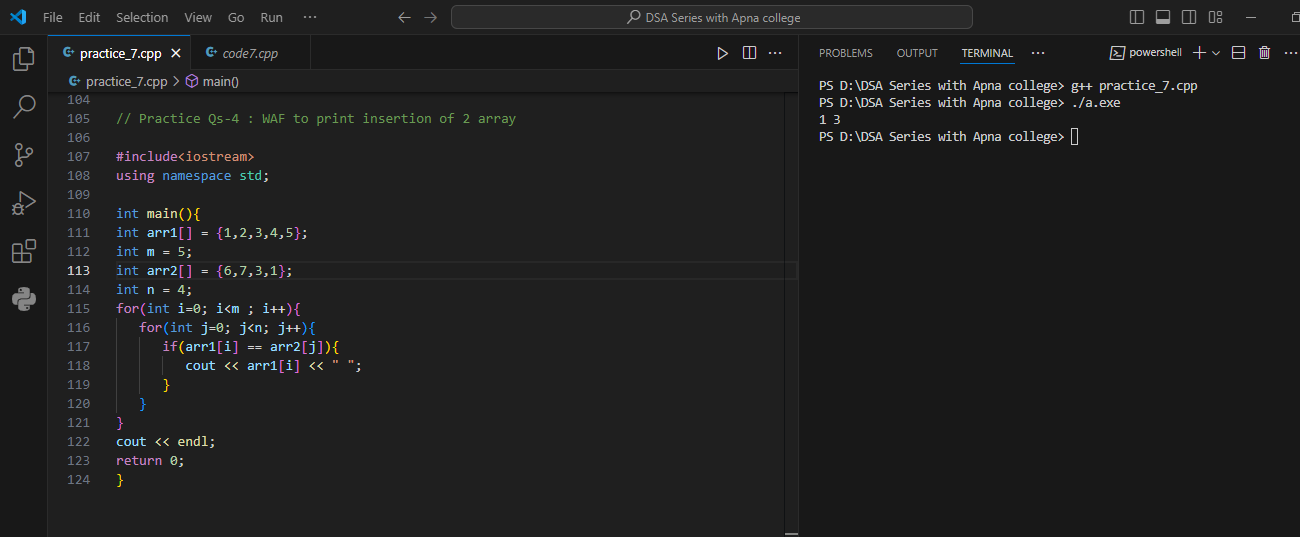 File Edit Selection View Go Run ··· DSA Series with Apna college
practice_7.cpp code7.cpp
practice_7.cpp > main()
104
105 // Practice Qs-4 : WAF to print insertion of 2 array
106
107 #include<iostream>
108 using namespace std;
109
110 int main(){
111 int arr1[] = {1,2,3,4,5};
112 int m = 5;
113 int arr2[] = {6,7,3,1};
114 int n = 4;
115 for(int i=0; i<m ; i++){
116 for(int j=0; j<n; j++){
117 if(arr1[i] == arr2[j]){
118 cout << arr1[i] << " ";
119 }
120 }
121 }
122 cout << endl;
123 return 0;
124 }
PROBLEMS OUTPUT TERMINAL ··· powershell
PS D:\DSA Series with Apna college> g++ practice_7.cpp
PS D:\DSA Series with Apna college> ./a.exe
1 3
PS D:\DSA Series with Apna college>